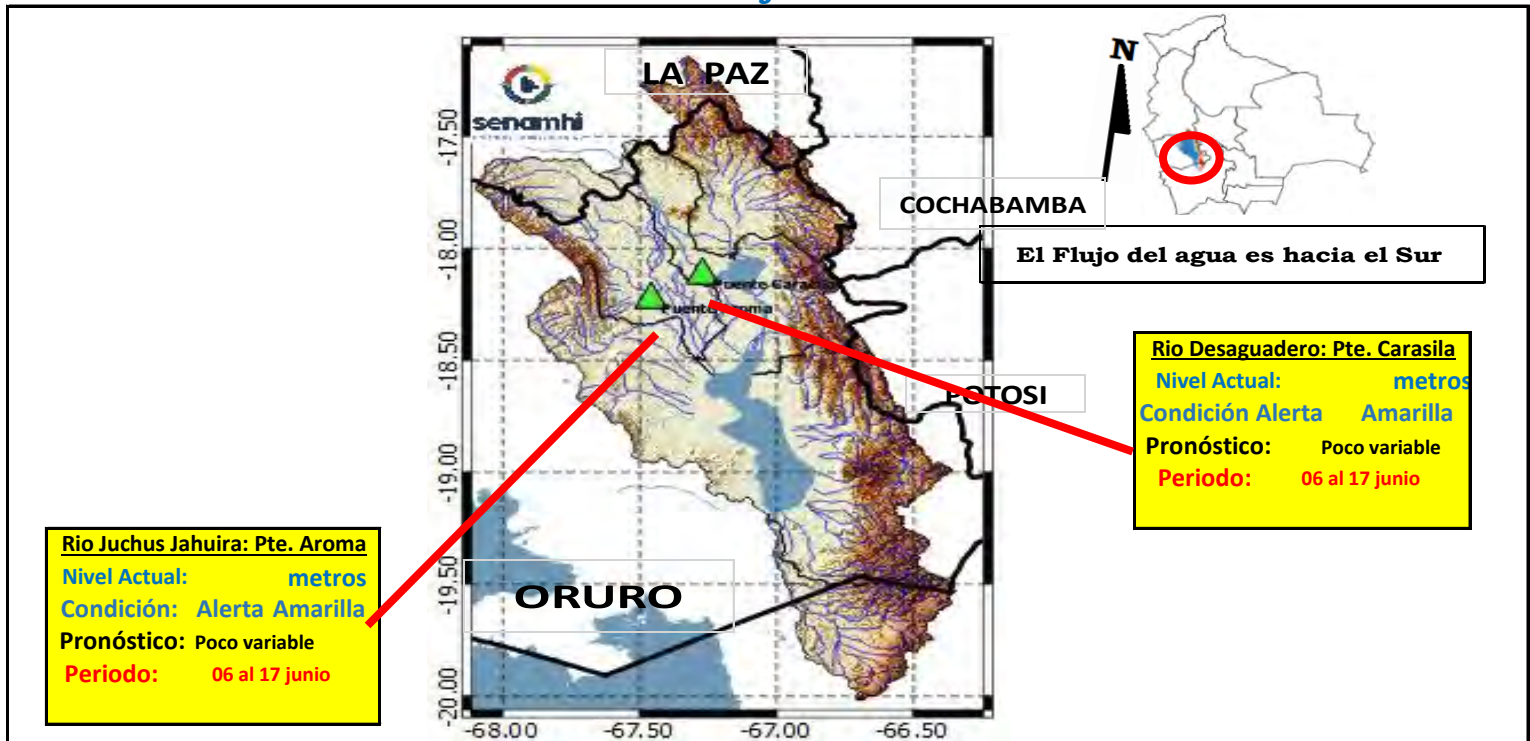 LA PAZ
senamhi
N
COCHABAMBA
El Flujo del agua es hacia el Sur
-17.50
-18.00
-18.50
-19.00
-19.50
-20.00
Puente
Puente
POTOSI
Rio Desaguadero: Pte. Carasila
Nivel Actual: metros
Condición Alerta Amarilla
Pronóstico: Poco variable
Periodo: 06 al 17 junio
Rio Juchus Jahuira: Pte. Aroma
Nivel Actual: metros
Condición: Alerta Amarilla
Pronóstico: Poco variable
Periodo: 06 al 17 junio
ORURO
-68.00 -67.50 -67.00 -66.50